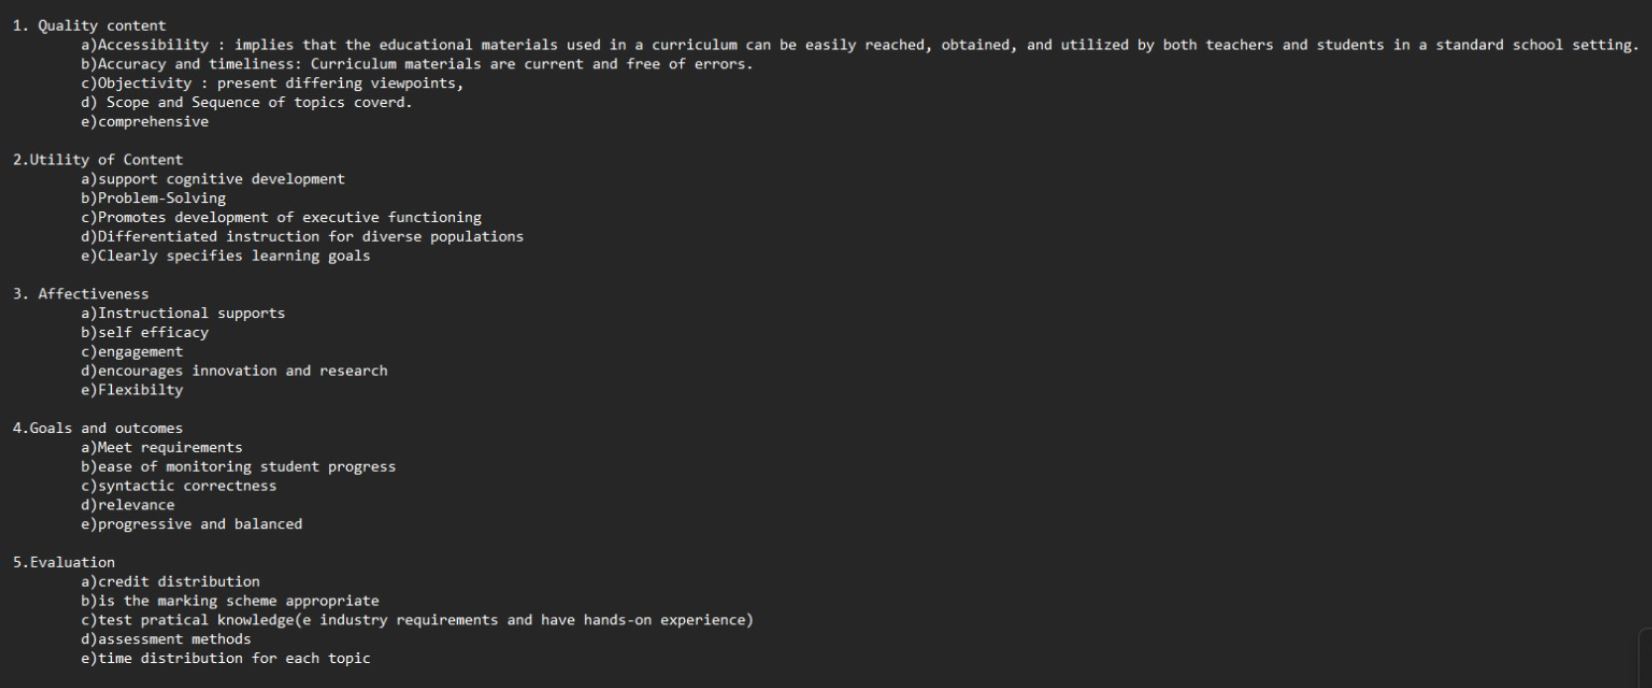 1. Quality content
a)Accessibility : implies that the educational materials used in a curriculum can be easily reached, obtained, and utilized by both teachers and students in a standard school setting.
b)Accuracy and timeliness: Curriculum materials are current and free of errors.
c)Objectivity : present differing viewpoints,
d) Scope and Sequence of topics coverd.
e)comprehensive
2.Utility of Content
a)support cognitive development
b)Problem-Solving
c)Promotes development of executive functioning
d)Differentiated instruction for diverse populations
e)Clearly specifies learning goals
3. Affectiveness
a)Instructional supports
b)self efficacy
c)engagement
d)encourages innovation and research
e)Flexibilty
4.Goals and outcomes
a)Meet requirements
b)ease of monitoring student progress
c)syntactic correctness
d)relevance
e)progressive and balanced
5.Evaluation
a)credit distribution
b)is the marking scheme appropriate
c)test pratical knowledge(e industry requirements and have hands-on experience)
d)assessment methods
e)time distribution for each topic